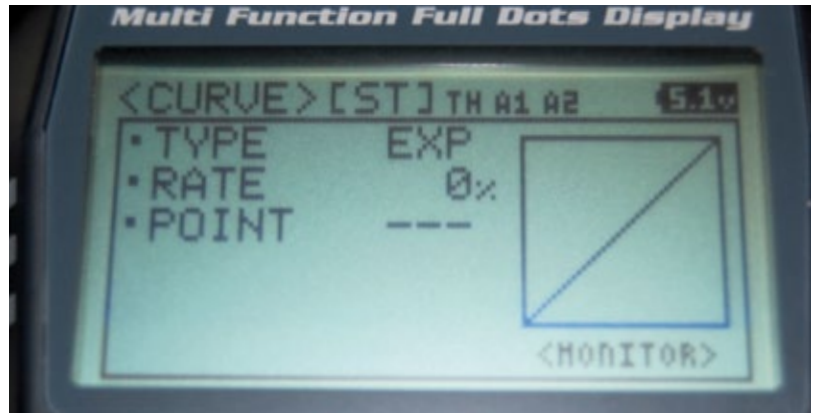 Multi Function Full Dots Display
<CURVE> [ST] TH A1 A2 5.1v
·TYPE EXP
·RATE 0%
·POINT ---
<MONITOR>